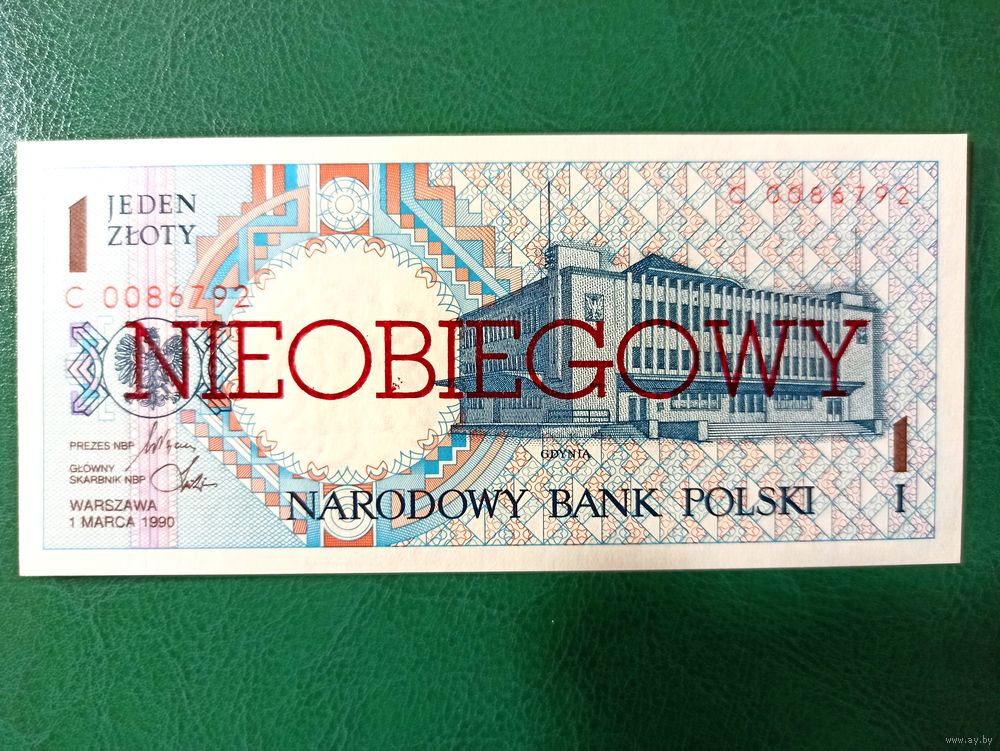 1 JEDEN
ZŁOTY
C 0086792
C 0086792
NIEOBIEGOWY
PREZES NBP
GŁÓWNY
SKARBNIK NBP
WARSZAWA
1 MARCA 1990
GDYNIA
NARODOWY BANK POLSKI
1
I
www.ay.by